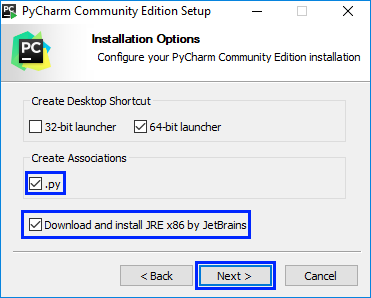 PC PyCharm Community Edition Setup
PC
Installation Options
Configure your PyCharm Community Edition installation
Create Desktop Shortcut
32-bit launcher 64-bit launcher
Create Associations
.py
Download and install JRE x86 by JetBrains
< Back Next > Cancel